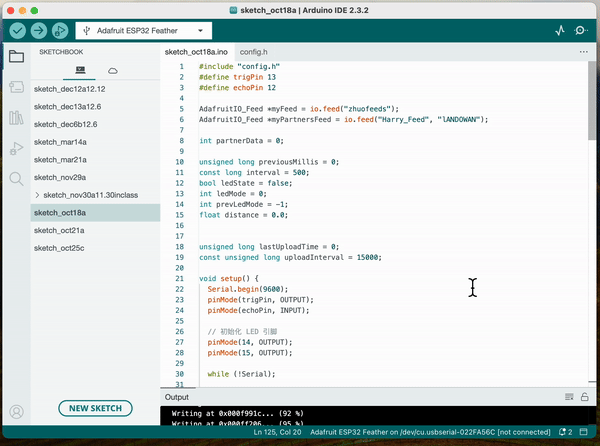 sketch_oct18a | Arduino IDE 2.3.2
Adafruit ESP32 Feather
SKETCHBOOK
sketch_dec12a12.12
sketch_dec13a12.6
sketch_dec6b12.6
sketch_mar14a
sketch_mar21a
sketch_nov29a
sketch_nov30a11.30inclass
sketch_oct18a
sketch_oct21a
sketch_oct25c
NEW SKETCH
sketch_oct18a.ino config.h
1 #include "config.h"
2 #define trigPin 13
3 #define echoPin 12
4
5 AdafruitIO_Feed *myFeed = io.feed("zhuofeeds");
6 AdafruitIO_Feed *myPartnersFeed = io.feed("Harry_Feed", "lANDOWAN");
7
8 int partnerData = 0;
9
10 unsigned long previousMillis = 0;
11 const long interval = 500;
12 bool ledState = false;
13 int ledMode = 0;
14 int prevLedMode = -1;
15 float distance = 0.0;
16
17
18 unsigned long lastUploadTime = 0;
19 const unsigned long uploadInterval = 15000;
20
21 void setup() {
22 Serial.begin(9600);
23 pinMode(trigPin, OUTPUT);
24 pinMode(echoPin, INPUT);
25
26 // 初始化 LED 引脚
27 pinMode(14, OUTPUT);
28 pinMode(15, OUTPUT);
29
30 while (!Serial);
31
Output
Writing at 0x000f991c... (92 %)
Writing at 0x000ff206... (95 %)
Ln 125, Col 20 Adafruit ESP32 Feather on /dev/cu.usbserial-022FA56C [not connected] 2